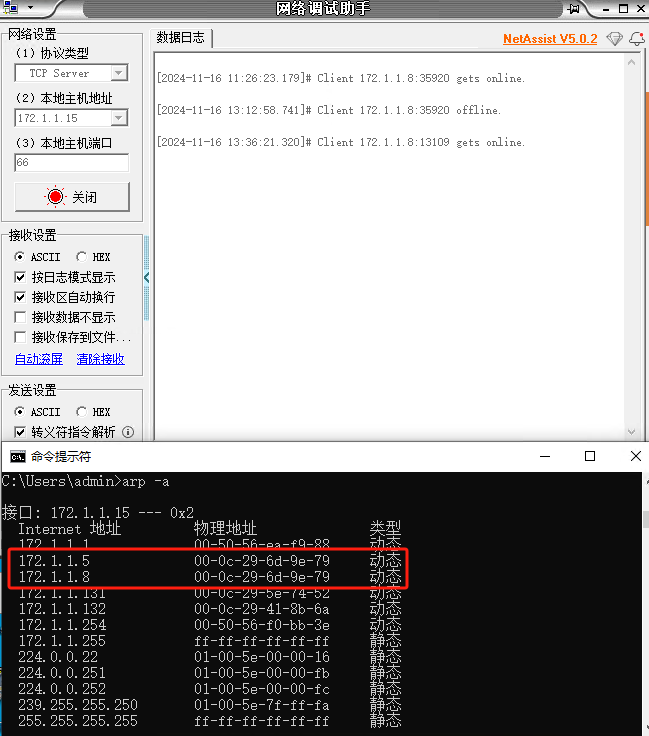 网络调试助手
网络设置
(1) 协议类型
TCP Server
(2) 本地主机地址
172.1.1.15
(3) 本地主机端口
66
关闭
接收设置
ASCII HEX
按日志模式显示
接收区自动换行
接收数据不显示
接收保存到文件...
自动滚屏 清除接收
发送设置
ASCII HEX
转义符指令解析
数据日志
NetAssist V5.0.2
[2024-11-16 11:26:23.179]# Client 172.1.1.8:35920 gets online.
[2024-11-16 13:12:58.741]# Client 172.1.1.8:35920 offline.
[2024-11-16 13:36:21.320]# Client 172.1.1.8:13109 gets online.
命令提示符
C:\Users\admin>arp -a
接口: 172.1.1.15 --- 0x2
Internet 地址 物理地址 类型
172.1.1.1 00-50-56-ea-f9-88 动态
172.1.1.5 00-0c-29-6d-9e-79 动态
172.1.1.8 00-0c-29-6d-9e-79 动态
172.1.1.131 00-0c-29-5e-74-52 动态
172.1.1.132 00-0c-29-41-8b-6a 动态
172.1.1.254 00-50-56-f0-bb-3e 动态
172.1.1.255 ff-ff-ff-ff-ff-ff 静态
224.0.0.22 01-00-5e-00-00-16 静态
224.0.0.251 01-00-5e-00-00-fb 静态
224.0.0.252 01-00-5e-00-00-fc 静态
239.255.255.250 01-00-5e-7f-ff-fa 静态
255.255.255.255 ff-ff-ff-ff-ff-ff 静态